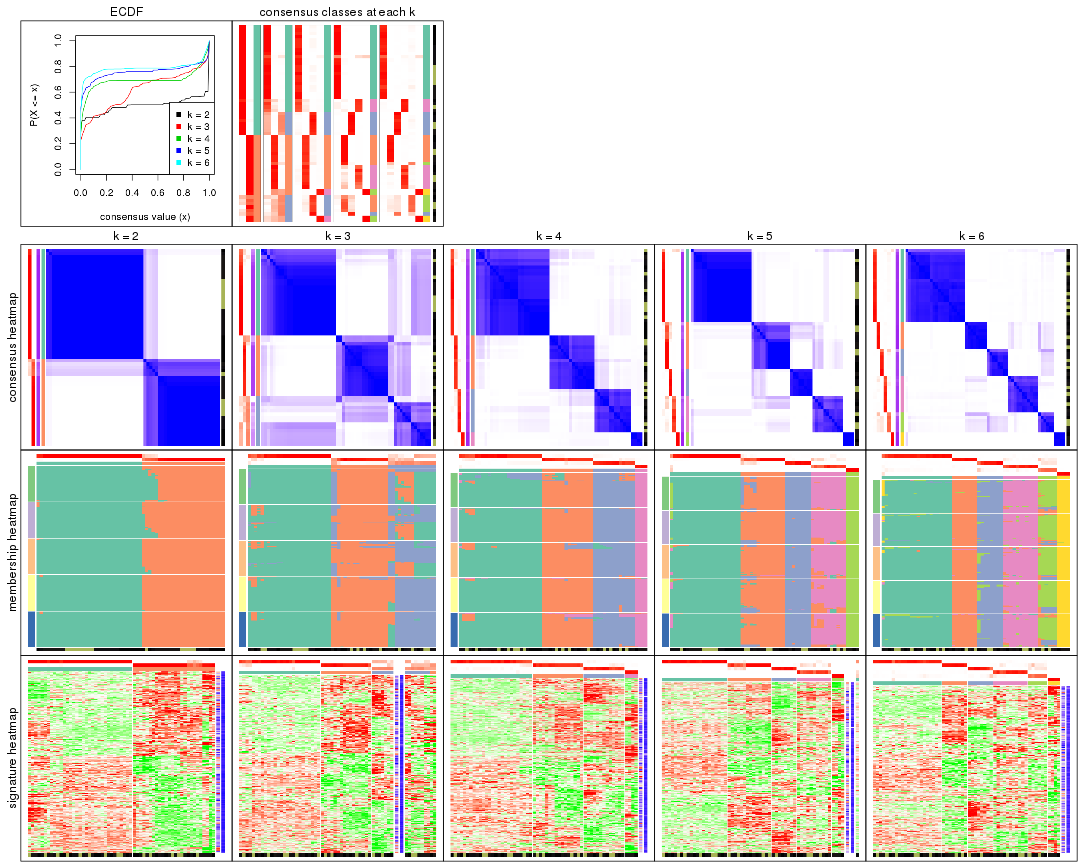 ECDF
consensus classes at each k
P(X <= x)
0.0
0.2
0.4
0.6
0.8
1.0
k = 2
k = 3
k = 4
k = 5
k = 6
0.0 0.2 0.4 0.6 0.8 1.0
consensus value (x)
k = 2
k = 3
k = 4
k = 5
k = 6
consensus heatmap
membership heatmap
signature heatmap